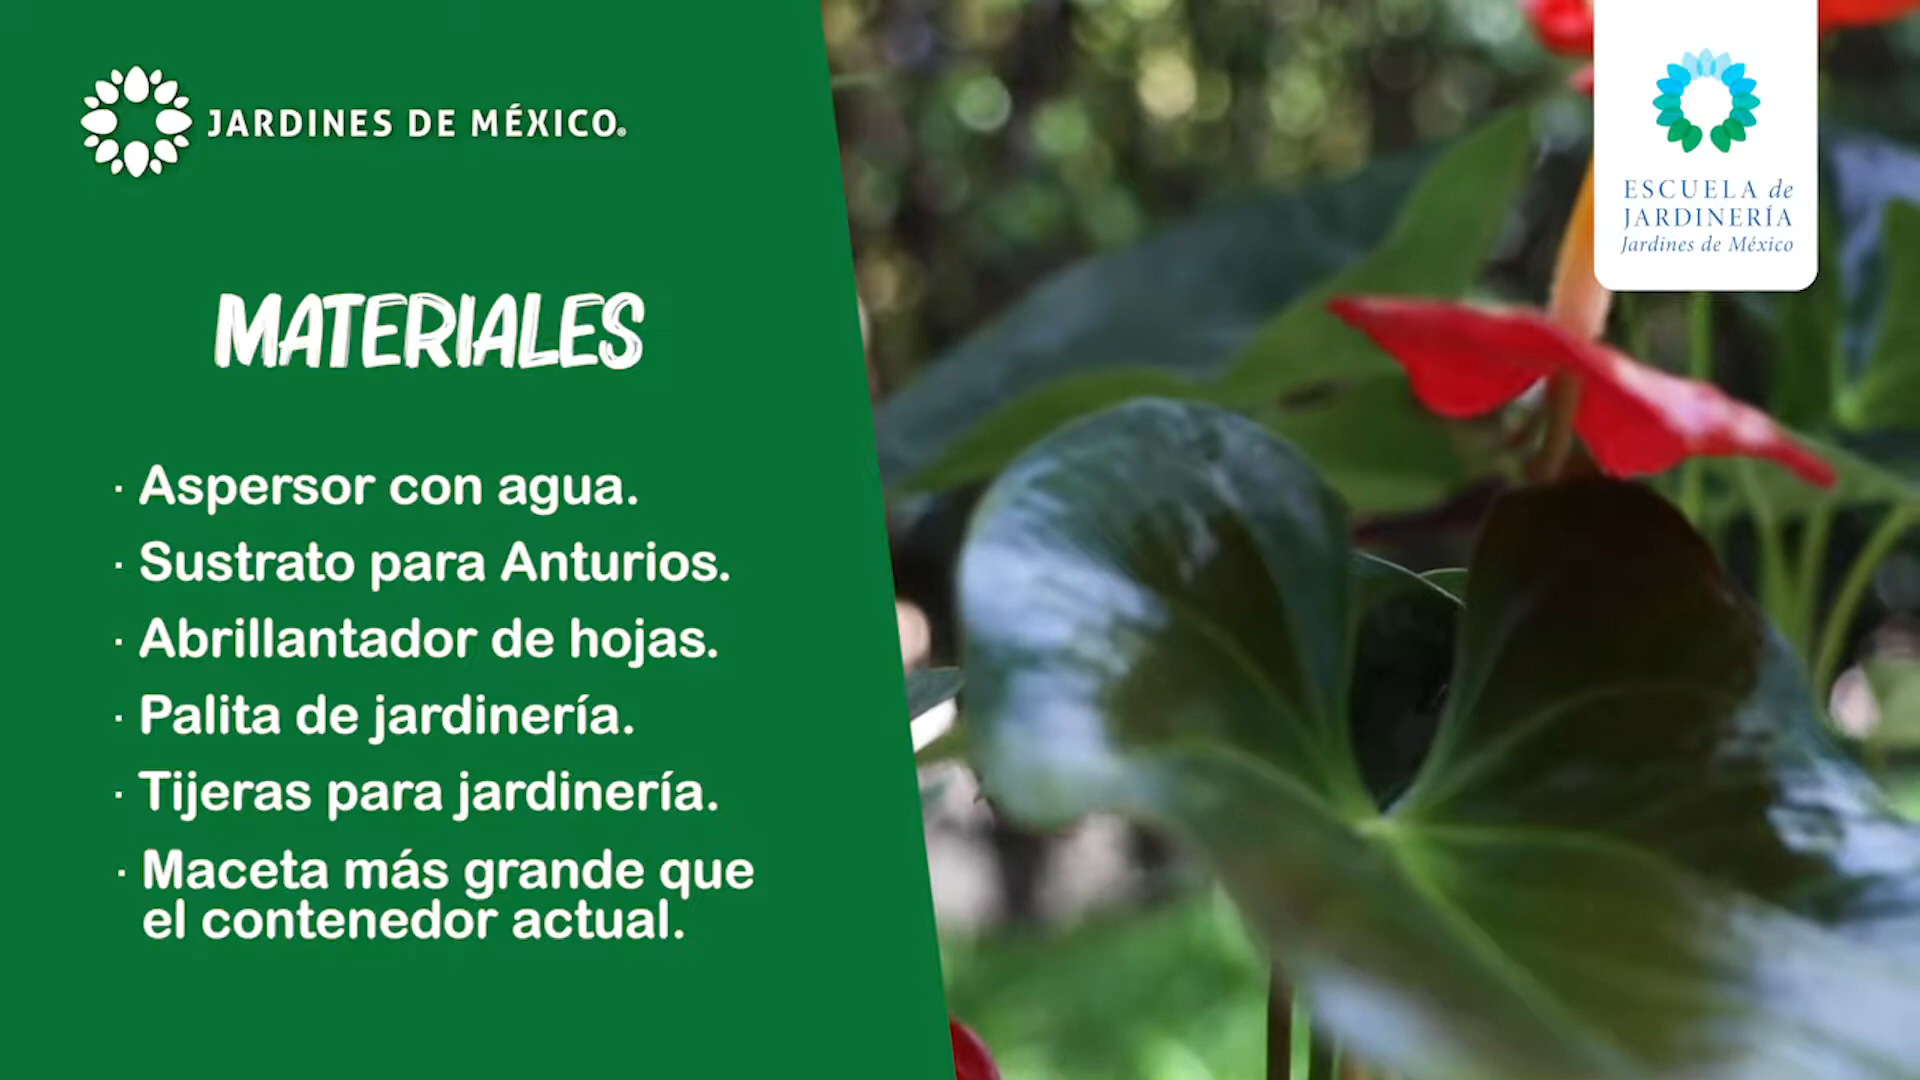 JARDINES DE MÉXICO®
ESCUELA de
JARDINERÍA
Jardines de México
MATERIALES
· Aspersor con agua.
· Sustrato para Anturios.
· Abrillantador de hojas.
· Palita de jardinería.
· Tijeras para jardinería.
· Maceta más grande que
el contenedor actual.